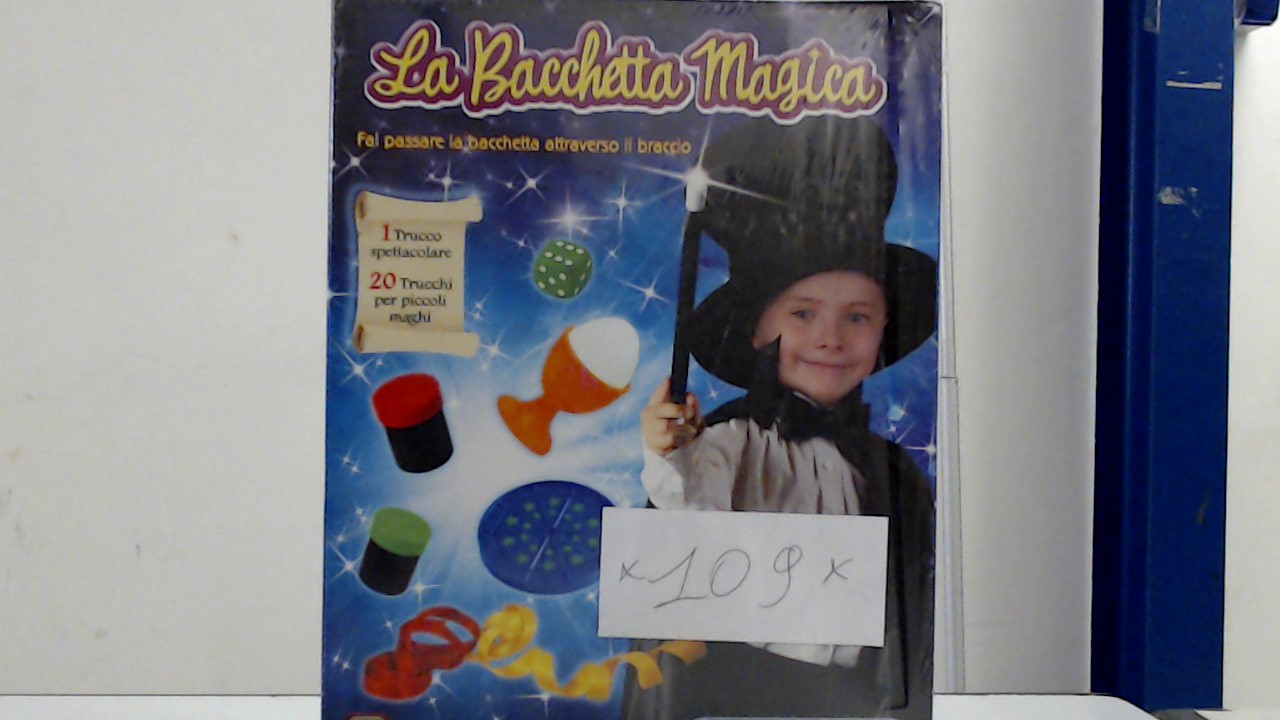 La Bacchetta Magica
Fai passare la bacchetta attraverso il braccio
1 Trucco
spettacolare
20 Trucchi
per piccoli
maghi
x 109 x